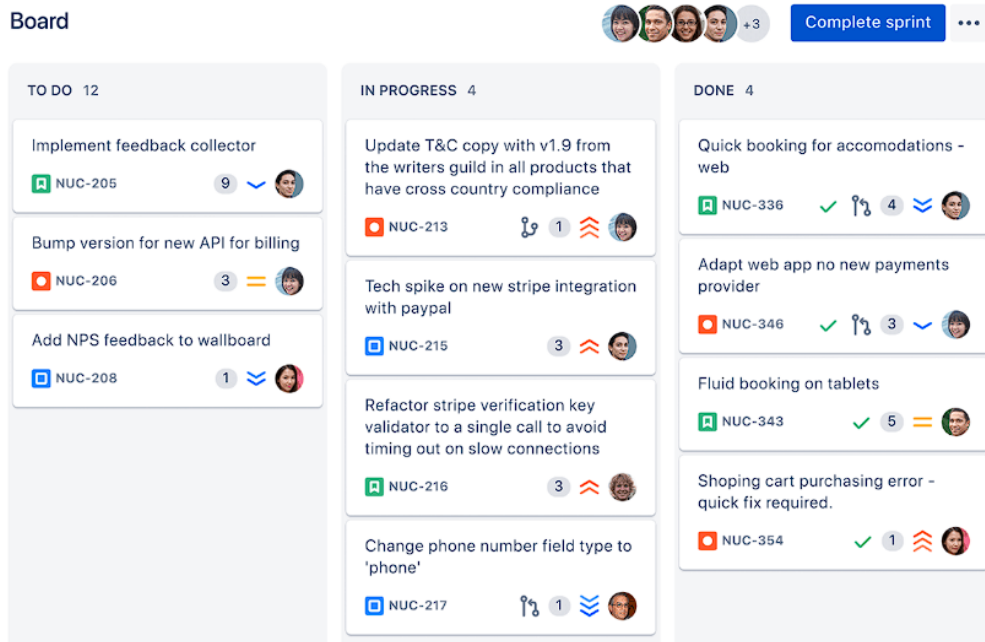 Board
+3
Complete sprint
TO DO 12
Implement feedback collector
NUC-205
9
Bump version for new API for billing
NUC-206
3
Add NPS feedback to wallboard
NUC-208
1
IN PROGRESS 4
Update T&C copy with v1.9 from
the writers guild in all products that
have cross country compliance
NUC-213
1
Tech spike on new stripe integration
with paypal
NUC-215
3
Refactor stripe verification key
validator to a single call to avoid
timing out on slow connections
NUC-216
3
Change phone number field type to
'phone'
NUC-217
1
DONE 4
Quick booking for accomodations -
web
NUC-336
4
Adapt web app no new payments
provider
NUC-346
3
Fluid booking on tablets
NUC-343
5
Shoping cart purchasing error -
quick fix required.
NUC-354
1